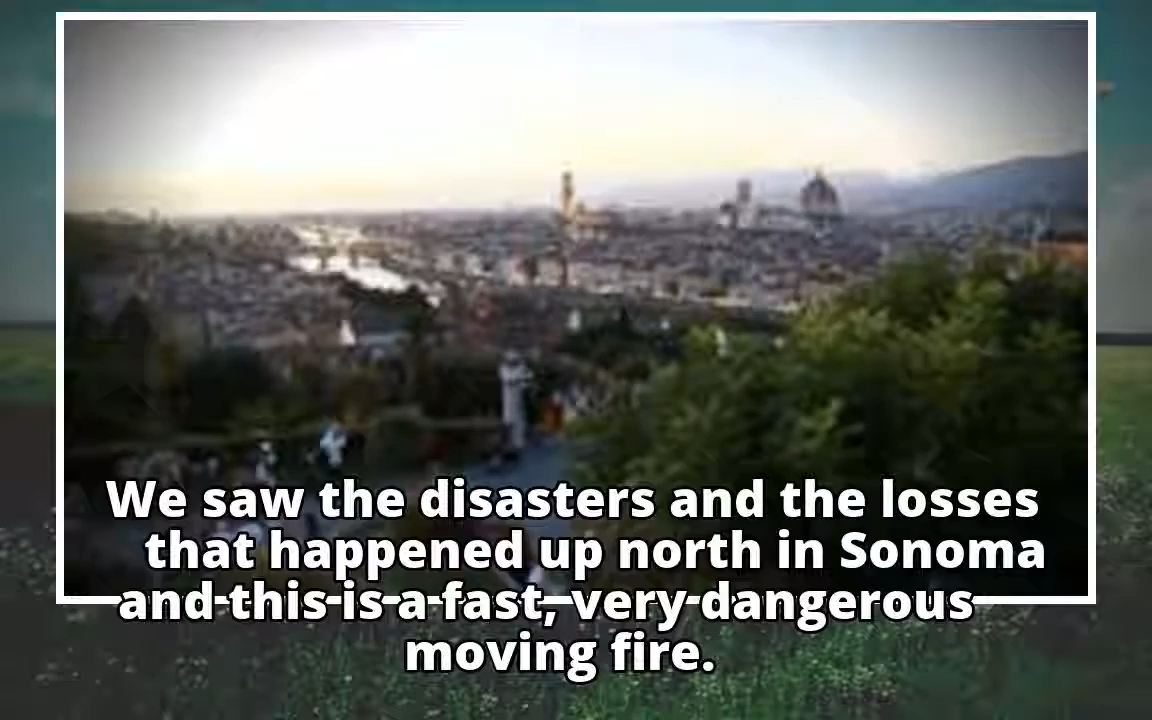 We saw the disasters and the losses
that happened up north in Sonoma
and this is a fast, very dangerous
moving fire.